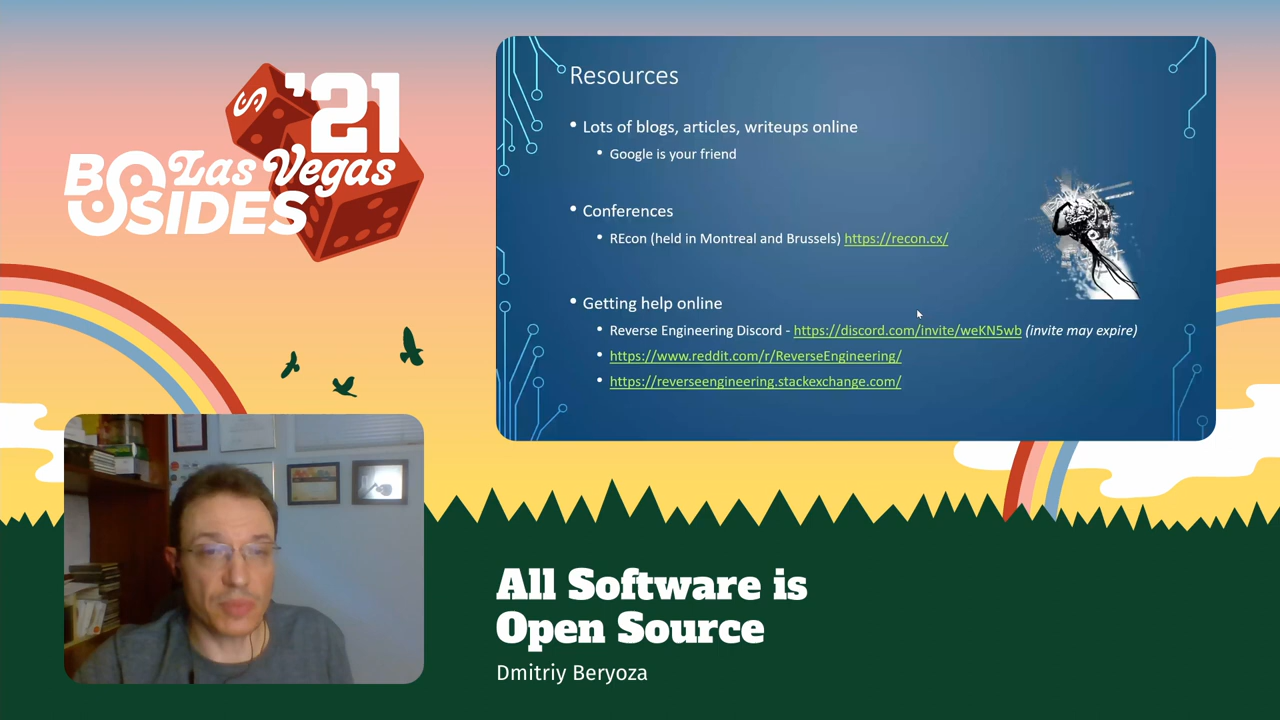 '21
BSIDES
Las Vegas
Resources
• Lots of blogs, articles, writeups online
• Google is your friend
• Conferences
• REcon (held in Montreal and Brussels) https://recon.cx/
• Getting help online
• Reverse Engineering Discord - https://discord.com/invite/weKN5wb (invite may expire)
• https://www.reddit.com/r/ReverseEngineering/
• https://reverseengineering.stackexchange.com/
All Software is
Open Source
Dmitriy Beryoza